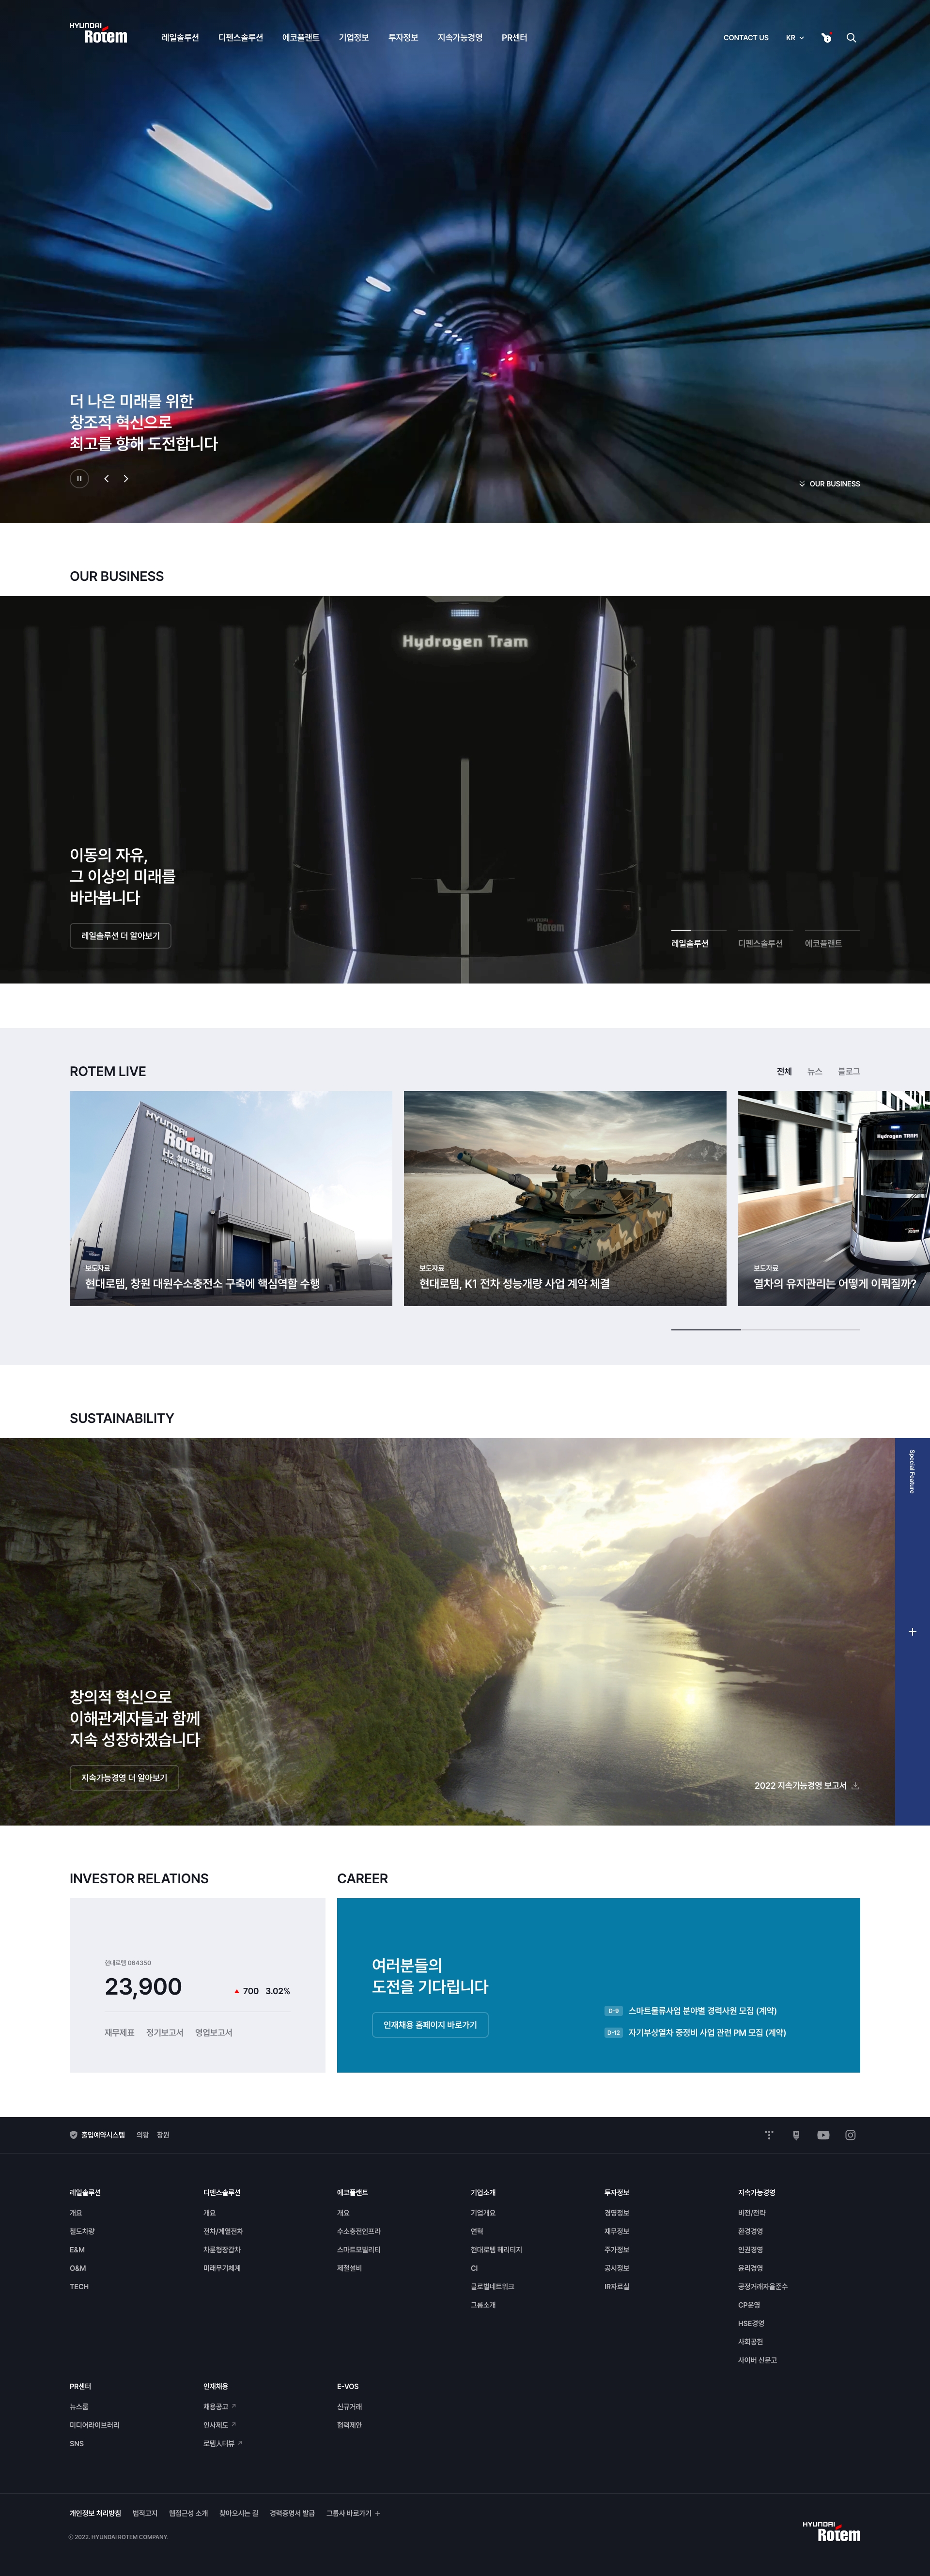 HYUNDAI
Rotem
레일솔루션 디펜스솔루션 에코플랜트 기업정보 투자정보 지속가능경영 PR센터
CONTACT US KR
더 나은 미래를 위한
창조적 혁신으로
최고를 향해 도전합니다
OUR BUSINESS
OUR BUSINESS
Hydrogen Tram
HYUNDAI
Rotem
이동의 자유,
그 이상의 미래를
바라봅니다
레일솔루션 더 알아보기
레일솔루션 디펜스솔루션 에코플랜트
ROTEM LIVE
전체 뉴스 블로그
HYUNDAI
Rotem
H₂ 설비조립센터
보도자료
현대로템, 창원 대원수소충전소 구축에 핵심역할 수행
보도자료
현대로템, K1 전차 성능개량 사업 계약 체결
Hydrogen TRAM
보도자료
열차의 유지관리는 어떻게 이뤄질까?
SUSTAINABILITY
Special Feature
창의적 혁신으로
이해관계자들과 함께
지속 성장하겠습니다
지속가능경영 더 알아보기
2022 지속가능경영 보고서
INVESTOR RELATIONS
현대로템 064350
23,900
700 3.02%
재무제표 정기보고서 영업보고서
CAREER
여러분들의
도전을 기다립니다
인재채용 홈페이지 바로가기
D-9 스마트물류사업 분야별 경력사원 모집 (계약)
D-12 자기부상열차 중정비 사업 관련 PM 모집 (계약)
출입예약시스템 의왕 창원
레일솔루션
개요
철도차량
E&M
O&M
TECH
디펜스솔루션
개요
전차/계열전차
차륜형장갑차
미래무기체계
에코플랜트
개요
수소충전인프라
스마트모빌리티
제철설비
기업소개
기업개요
연혁
현대로템 헤리티지
CI
글로벌네트워크
그룹소개
투자정보
경영정보
재무정보
주가정보
공시정보
IR자료실
지속가능경영
비전/전략
환경경영
인권경영
윤리경영
공정거래자율준수
CP운영
HSE경영
사회공헌
사이버 신문고
PR센터
뉴스룸
미디어라이브러리
SNS
인재채용
채용공고
인사제도
로템人터뷰
E-VOS
신규거래
협력제안
개인정보 처리방침 법적고지 웹접근성 소개 찾아오시는 길 경력증명서 발급 그룹사 바로가기
© 2022. HYUNDAI ROTEM COMPANY.
HYUNDAI
Rotem